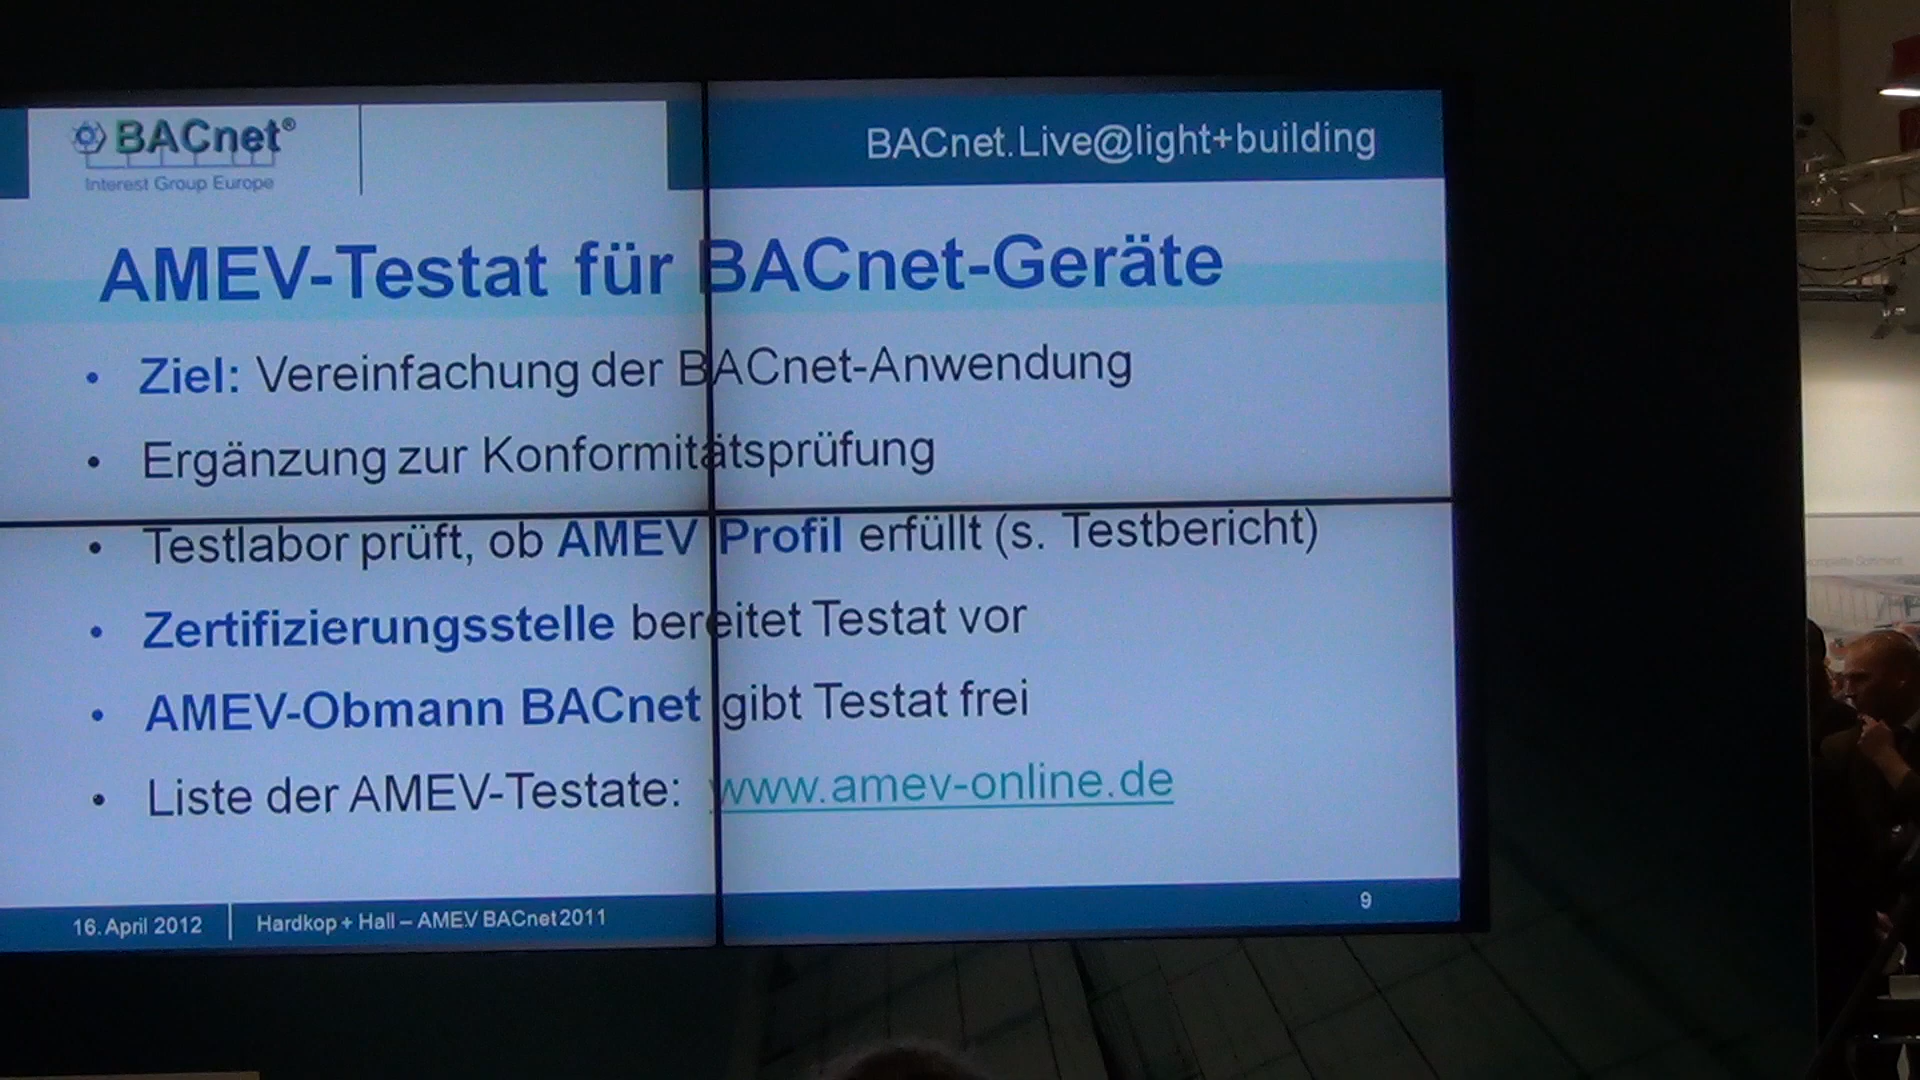 BACnet®
Interest Group Europe
BACnet.Live@light+building
AMEV-Testat für BACnet-Geräte
• Ziel: Vereinfachung der BACnet-Anwendung
• Ergänzung zur Konformitätsprüfung
• Testlabor prüft, ob AMEV Profil erfüllt (s. Testbericht)
• Zertifizierungsstelle bereitet Testat vor
• AMEV-Obmann BACnet gibt Testat frei
• Liste der AMEV-Testate: www.amev-online.de
16. April 2012
Hardkop + Hall – AMEV BACnet 2011
9